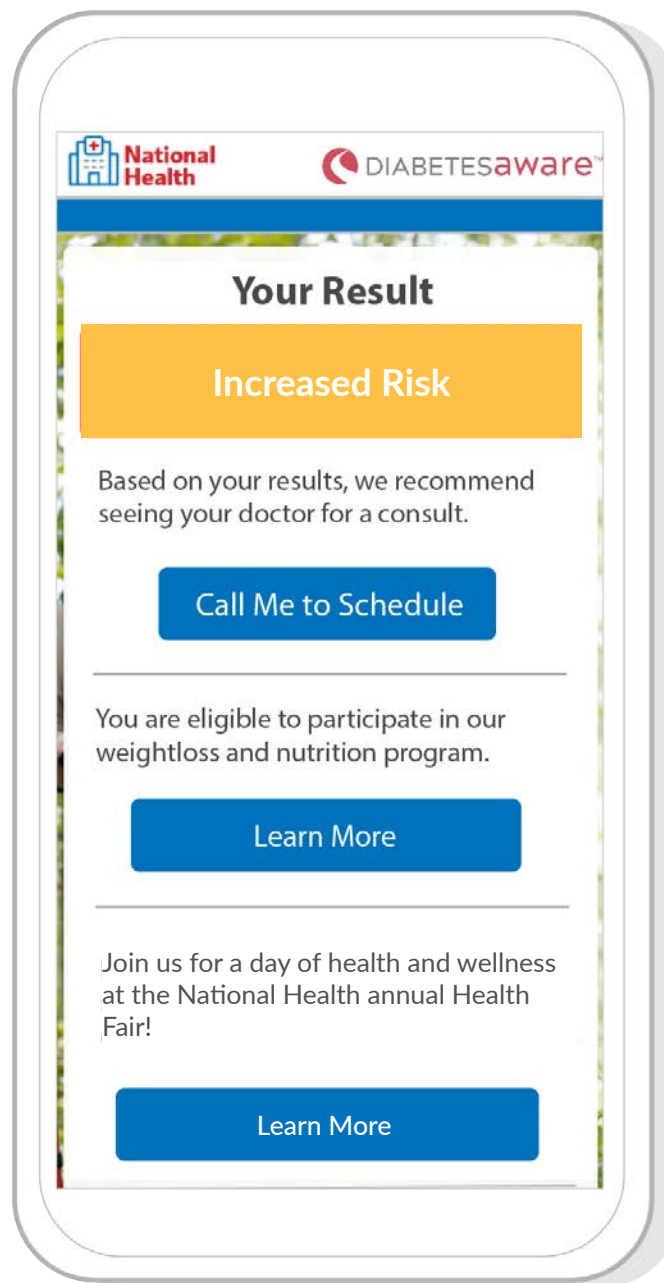 National
Health
DIABETESaware™
Your Result
Increased Risk
Based on your results, we recommend
seeing your doctor for a consult.
Call Me to Schedule
You are eligible to participate in our
weightloss and nutrition program.
Learn More
Join us for a day of health and wellness
at the National Health annual Health
Fair!
Learn More